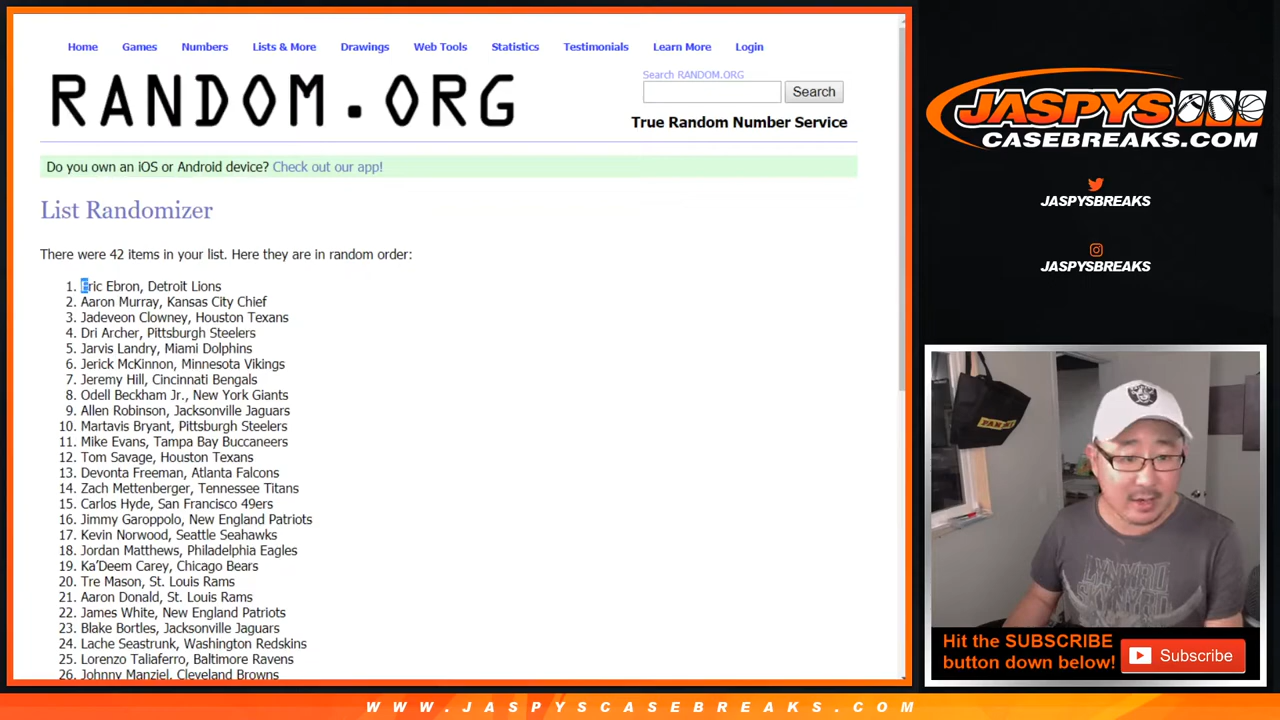 Home Games Numbers Lists & More Drawings Web Tools Statistics Testimonials Learn More Login
RANDOM.ORG
Search RANDOM.ORG
Search
True Random Number Service
Do you own an iOS or Android device? Check out our app!
List Randomizer
There were 42 items in your list. Here they are in random order:
1. Eric Ebron, Detroit Lions
2. Aaron Murray, Kansas City Chief
3. Jadeveon Clowney, Houston Texans
4. Dri Archer, Pittsburgh Steelers
5. Jarvis Landry, Miami Dolphins
6. Jerick McKinnon, Minnesota Vikings
7. Jeremy Hill, Cincinnati Bengals
8. Odell Beckham Jr., New York Giants
9. Allen Robinson, Jacksonville Jaguars
10. Martavis Bryant, Pittsburgh Steelers
11. Mike Evans, Tampa Bay Buccaneers
12. Tom Savage, Houston Texans
13. Devonta Freeman, Atlanta Falcons
14. Zach Mettenberger, Tennessee Titans
15. Carlos Hyde, San Francisco 49ers
16. Jimmy Garoppolo, New England Patriots
17. Kevin Norwood, Seattle Seahawks
18. Jordan Matthews, Philadelphia Eagles
19. Ka'Deem Carey, Chicago Bears
20. Tre Mason, St. Louis Rams
21. Aaron Donald, St. Louis Rams
22. James White, New England Patriots
23. Blake Bortles, Jacksonville Jaguars
24. Lache Seastrunk, Washington Redskins
25. Lorenzo Taliaferro, Baltimore Ravens
26. Johnny Manziel, Cleveland Browns
JASPYS
CASEBREAKS.COM
JASPYSBREAKS
JASPYSBREAKS
Hit the SUBSCRIBE
button down below!
Subscribe
WWW.JASPYSCASEBREAKS.COM